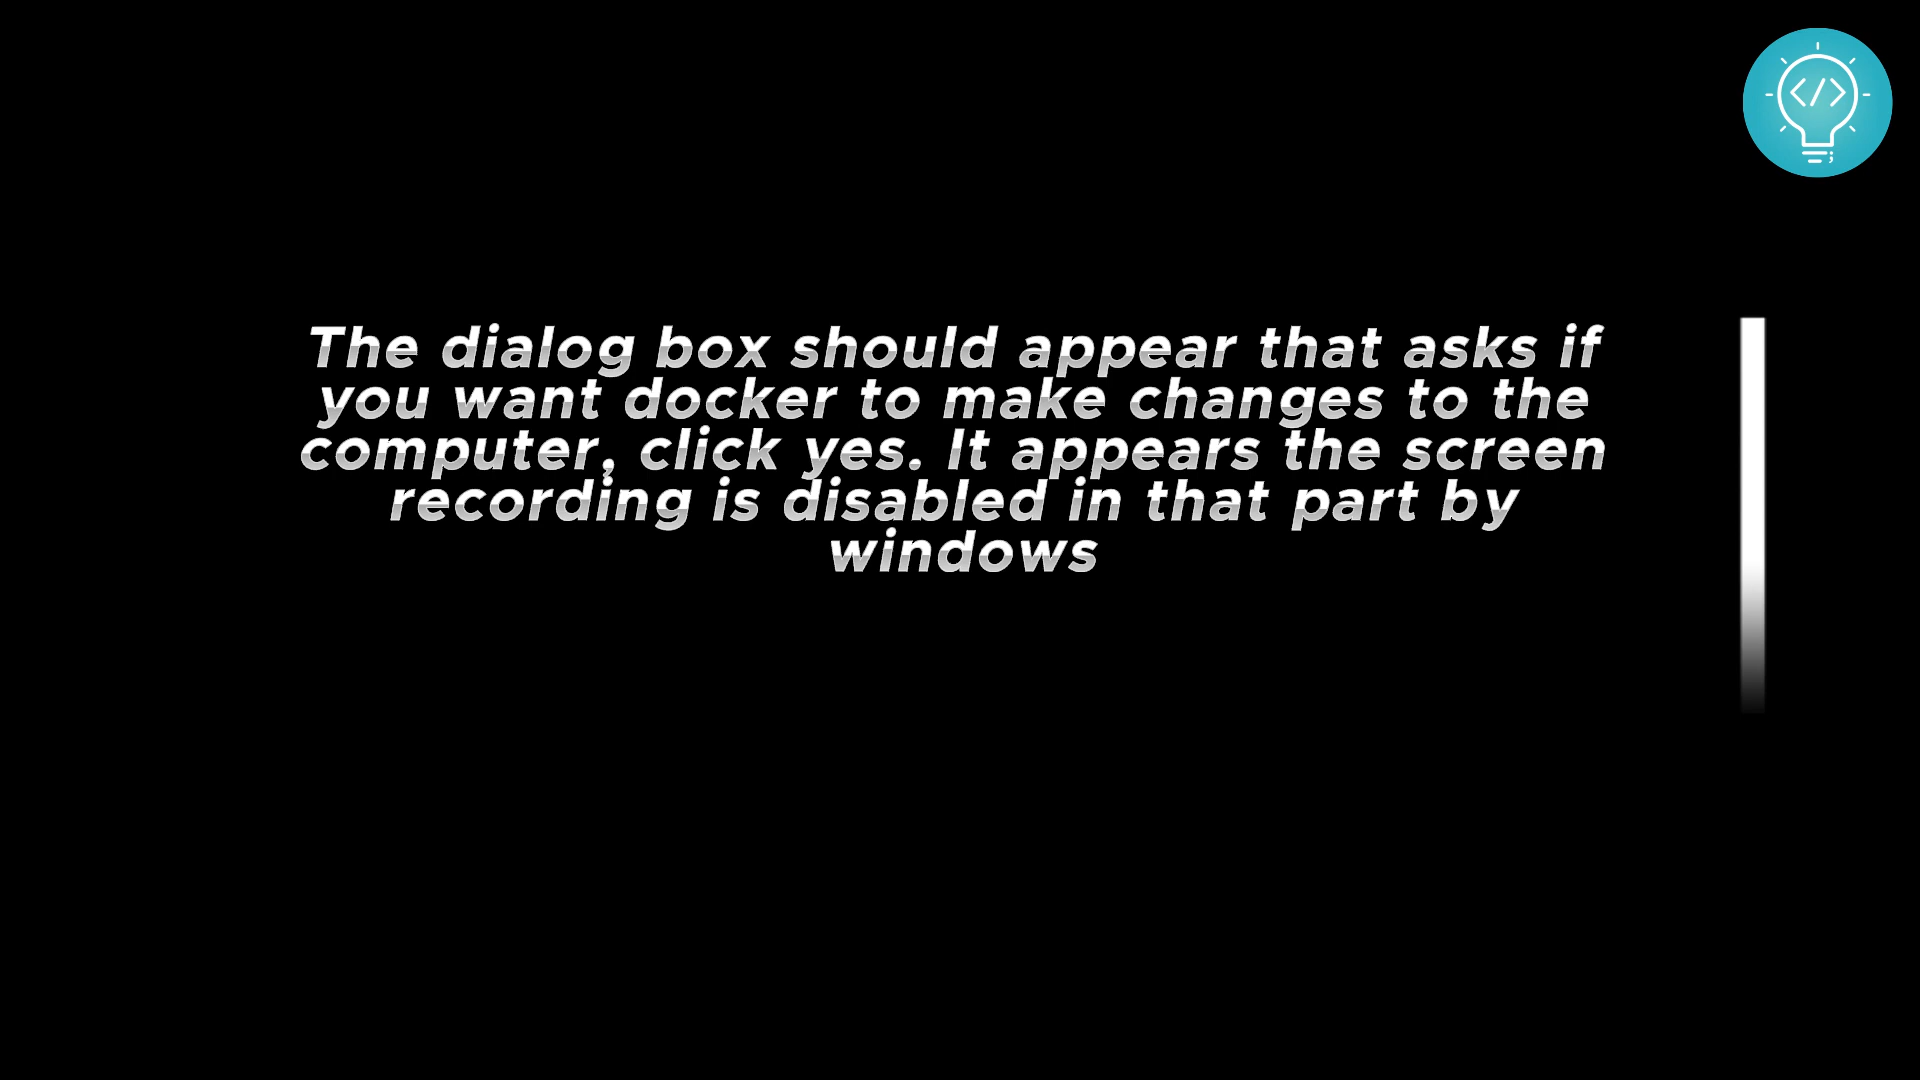 The dialog box should appear that asks if
you want docker to make changes to the
computer, click yes. It appears the screen
recording is disabled in that part by
windows